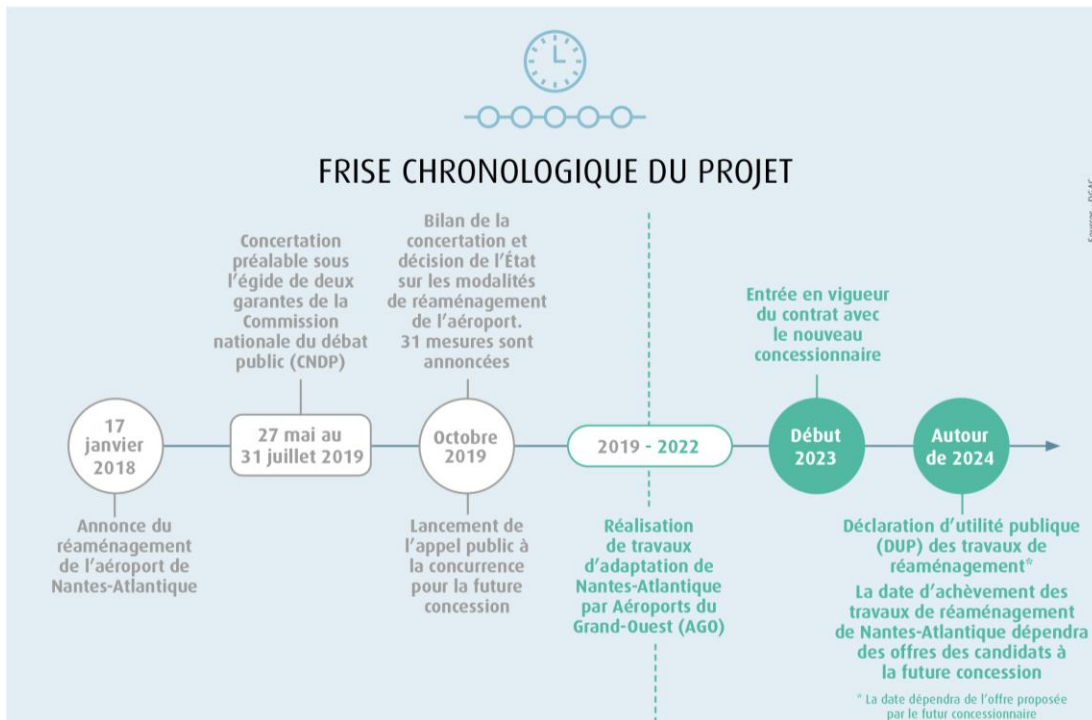 FRISE CHRONOLOGIQUE DU PROJET
Source : DGAC
Concertation
préalable sous
l'égide de deux
garantes de la
Commission
nationale du débat
public (CNDP)
Bilan de la
concertation et
décision de l'État
sur les modalités
de réaménagement
de l'aéroport.
31 mesures sont
annoncées
Entrée en vigueur
du contrat avec
le nouveau
concessionnaire
17
janvier
2018
27 mai au
31 juillet 2019
Octobre
2019
2019 - 2022
Début
2023
Autour
de 2024
Annonce du
réaménagement
de l'aéroport de
Nantes-Atlantique
Lancement de
l'appel public à
la concurrence
pour la future
concession
Réalisation
de travaux
d'adaptation de
Nantes-Atlantique
par Aéroports du
Grand-Ouest (AGO)
Déclaration d'utilité publique
(DUP) des travaux de
réaménagement*
La date d'achèvement des
travaux de réaménagement
de Nantes-Atlantique dépendra
des offres des candidats à
la future concession
* La date dépendra de l'offre proposée
par le futur concessionnaire